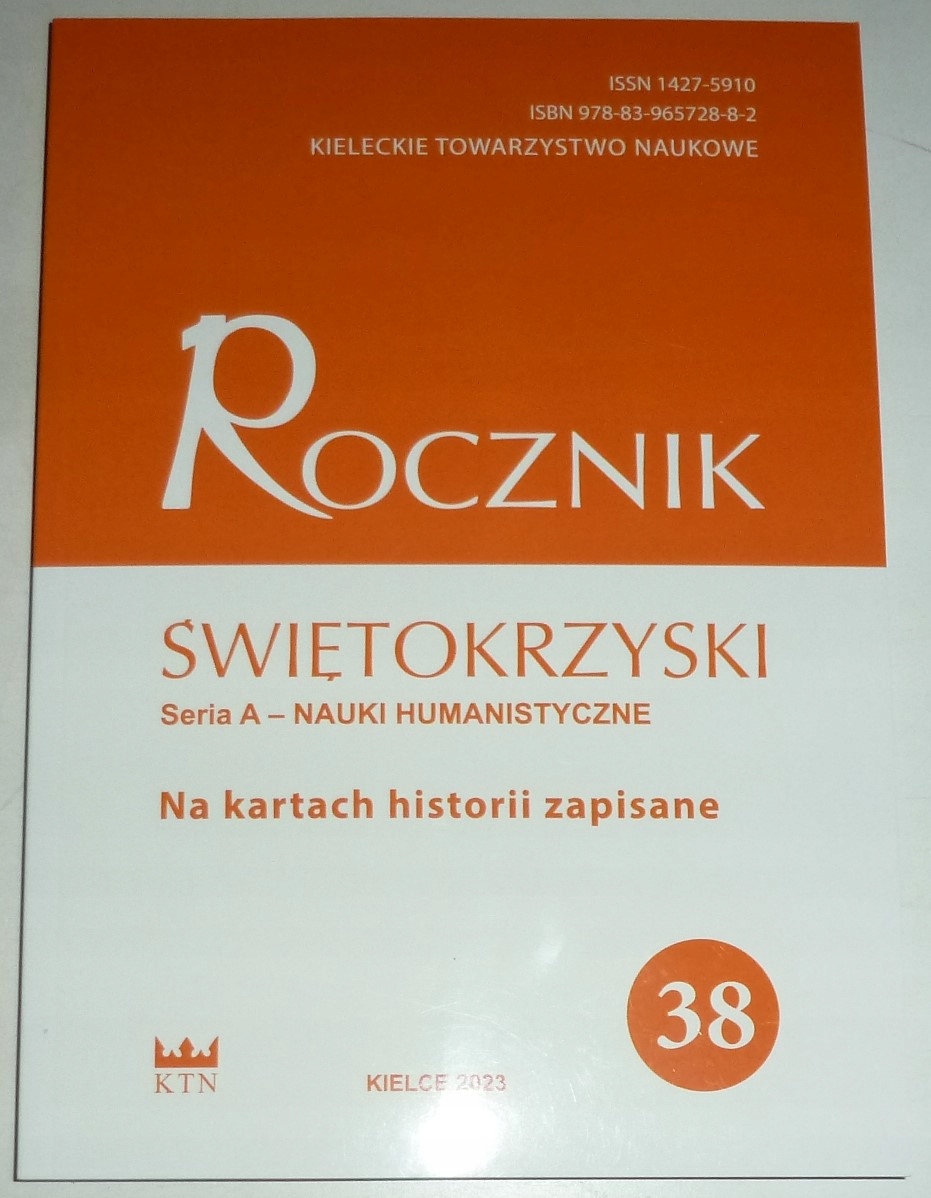 ISSN 1427-5910
ISBN 978-83-965728-8-2
KIELECKIE TOWARZYSTWO NAUKOWE
ROCZNIK
ŚWIĘTOKRZYSKI
Seria A – NAUKI HUMANISTYCZNE
Na kartach historii zapisane
38
KTN
KIELCE 2023